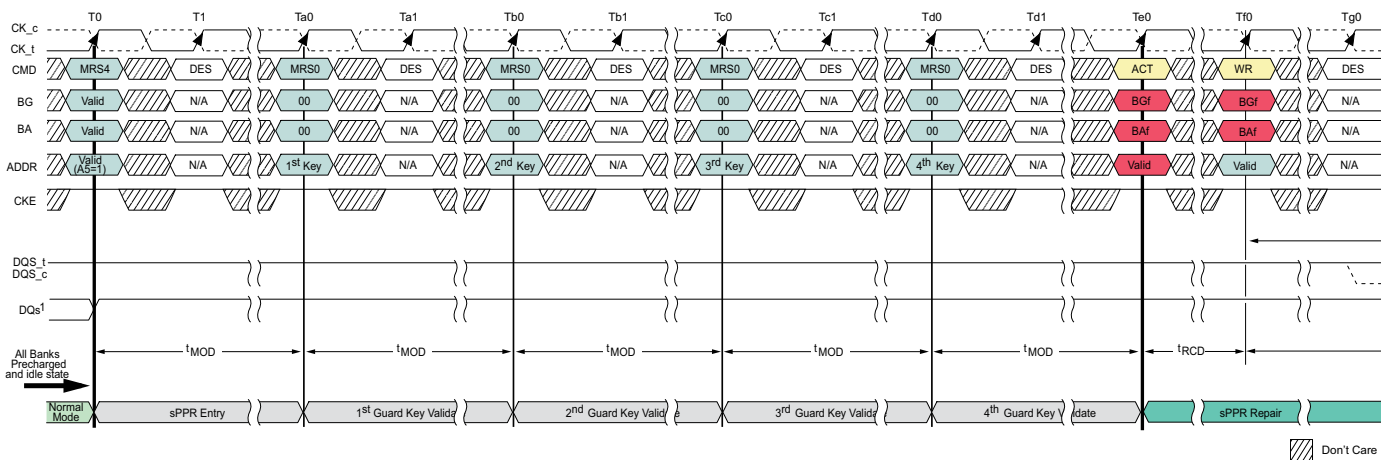 T0 T1 Ta0 Ta1 Tb0 Tb1 Tc0 Tc1 Td0 Td1 Te0 Tf0 Tg0
CK_c
CK_t
CMD MRS4 DES MRS0 DES MRS0 DES MRS0 DES MRS0 DES ACT WR DES
BG Valid N/A 00 N/A 00 N/A 00 N/A 00 N/A BGf BGf N/A
BA Valid N/A 00 N/A 00 N/A 00 N/A 00 N/A BAf BAf N/A
ADDR Valid (A5=1) N/A 1st Key N/A 2nd Key N/A 3rd Key N/A 4th Key N/A Valid Valid N/A
CKE
DQS_t
DQS_c
DQs1
tMOD tMOD tMOD tMOD tMOD tRCD
All Banks
Precharged
and idle state
Normal Mode sPPR Entry 1st Guard Key Valida 2nd Guard Key Valid e 3rd Guard Key Valida 4th Guard Key V date sPPR Repair
Don't Care